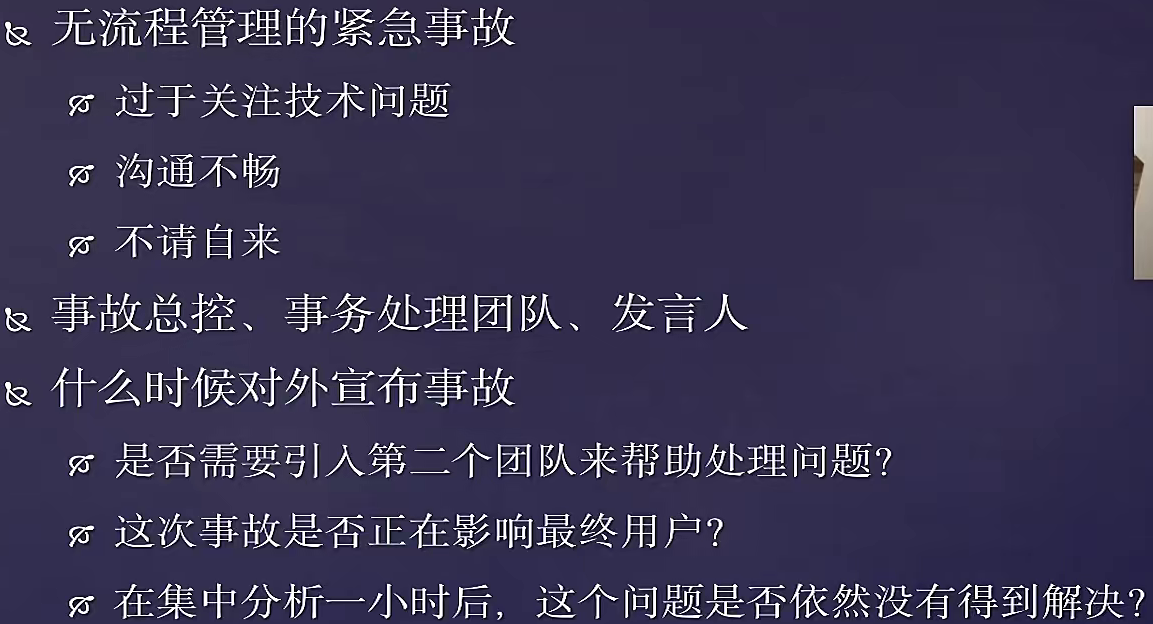 无流程管理的紧急事故
过于关注技术问题
沟通不畅
不请自来
事故总控、事务处理团队、发言人
什么时候对外宣布事故
是否需要引入第二个团队来帮助处理问题?
这次事故是否正在影响最终用户?
在集中分析一小时后，这个问题是否依然没有得到解决?